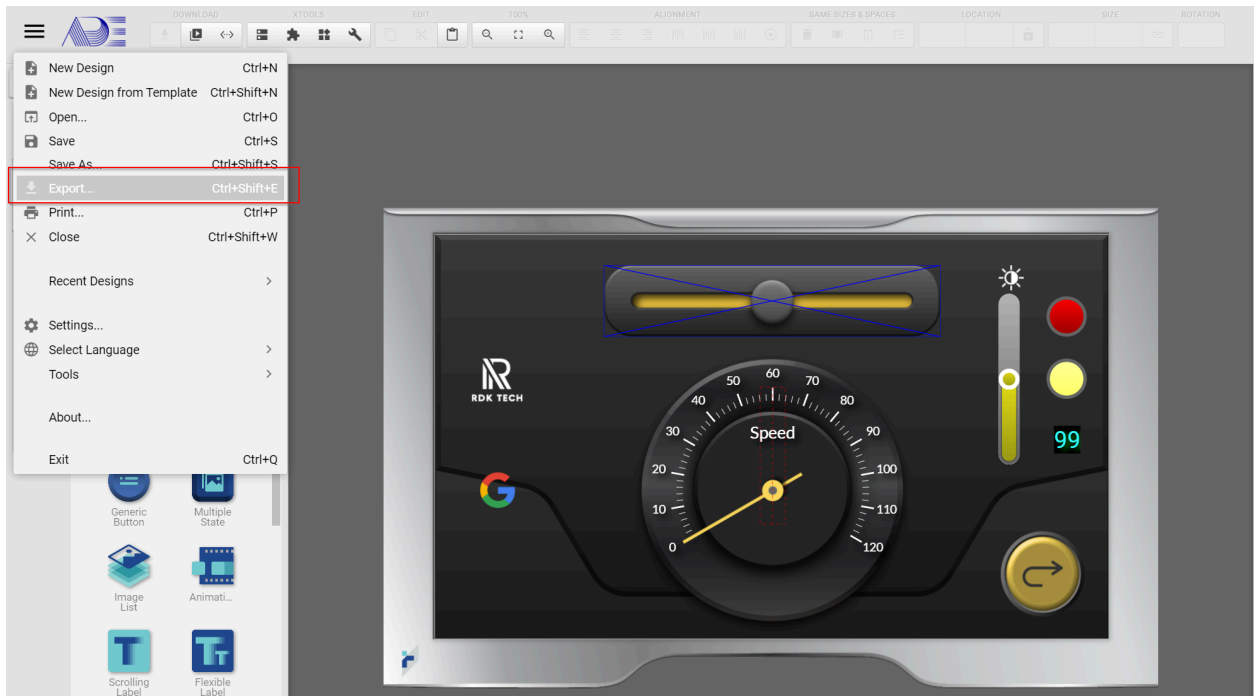 DOWNLOAD XTOOLS EDIT 100% ALIGNMENT SAME SIZES & SPACES LOCATION SIZE ROTATION
ADE
New Design Ctrl+N
New Design from Template Ctrl+Shift+N
Open... Ctrl+O
Save Ctrl+S
Save As... Ctrl+Shift+S
Export... Ctrl+Shift+E
Print... Ctrl+P
Close Ctrl+Shift+W
Recent Designs
Settings...
Select Language
Tools
About...
Exit Ctrl+Q
Generic
Button
Multiple
State
Image
List
Animati...
Scrolling
Label
Flexible
Label
RDK TECH
Speed
0
10
20
30
40
50
60
70
80
90
100
110
120
99